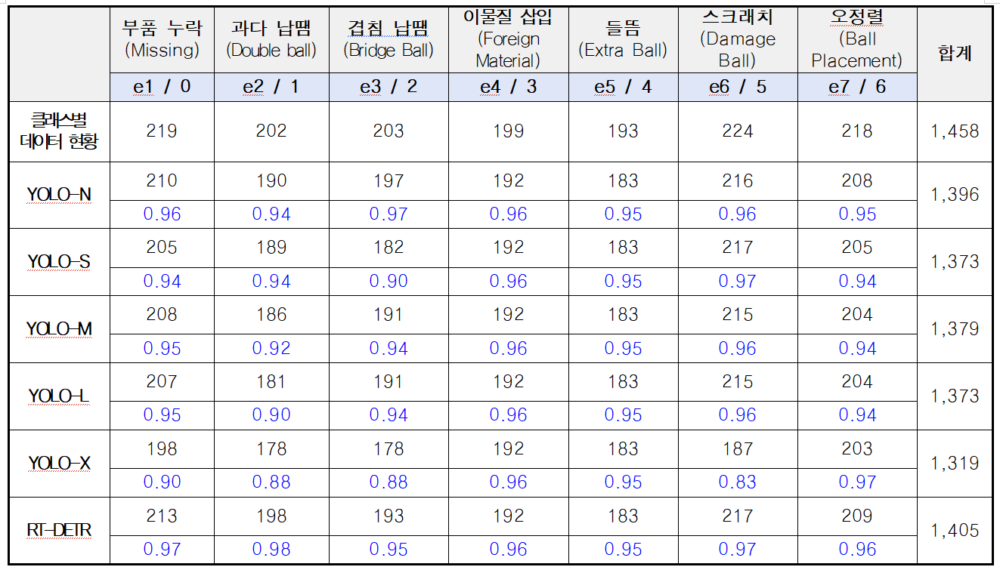 부품 누락
(Missing)
과다 납땜
(Double ball)
겹침 납땜
(Bridge Ball)
이물질 삽입
(Foreign
Material)
들뜸
(Extra Ball)
스크래치
(Damage
Ball)
오정렬
(Ball
Placement)
합계
e1 / 0
e2 / 1
e3 / 2
e4 / 3
e5 / 4
e6 / 5
e7 / 6
클래스별
데이터 현황
219
202
203
199
193
224
218
1,458
YOLO-N
210
190
197
192
183
216
208
1,396
0.96
0.94
0.97
0.96
0.95
0.96
0.95
YOLO-S
205
189
182
192
183
217
205
1,373
0.94
0.94
0.90
0.96
0.95
0.97
0.94
YOLO-M
208
186
191
192
183
215
204
1,379
0.95
0.92
0.94
0.96
0.95
0.96
0.94
YOLO-L
207
181
191
192
183
215
204
1,373
0.95
0.90
0.94
0.96
0.95
0.96
0.94
YOLO-X
198
178
178
192
183
187
203
1,319
0.90
0.88
0.88
0.96
0.95
0.83
0.97
RT-DETR
213
198
193
192
183
217
209
1,405
0.97
0.98
0.95
0.96
0.95
0.97
0.96